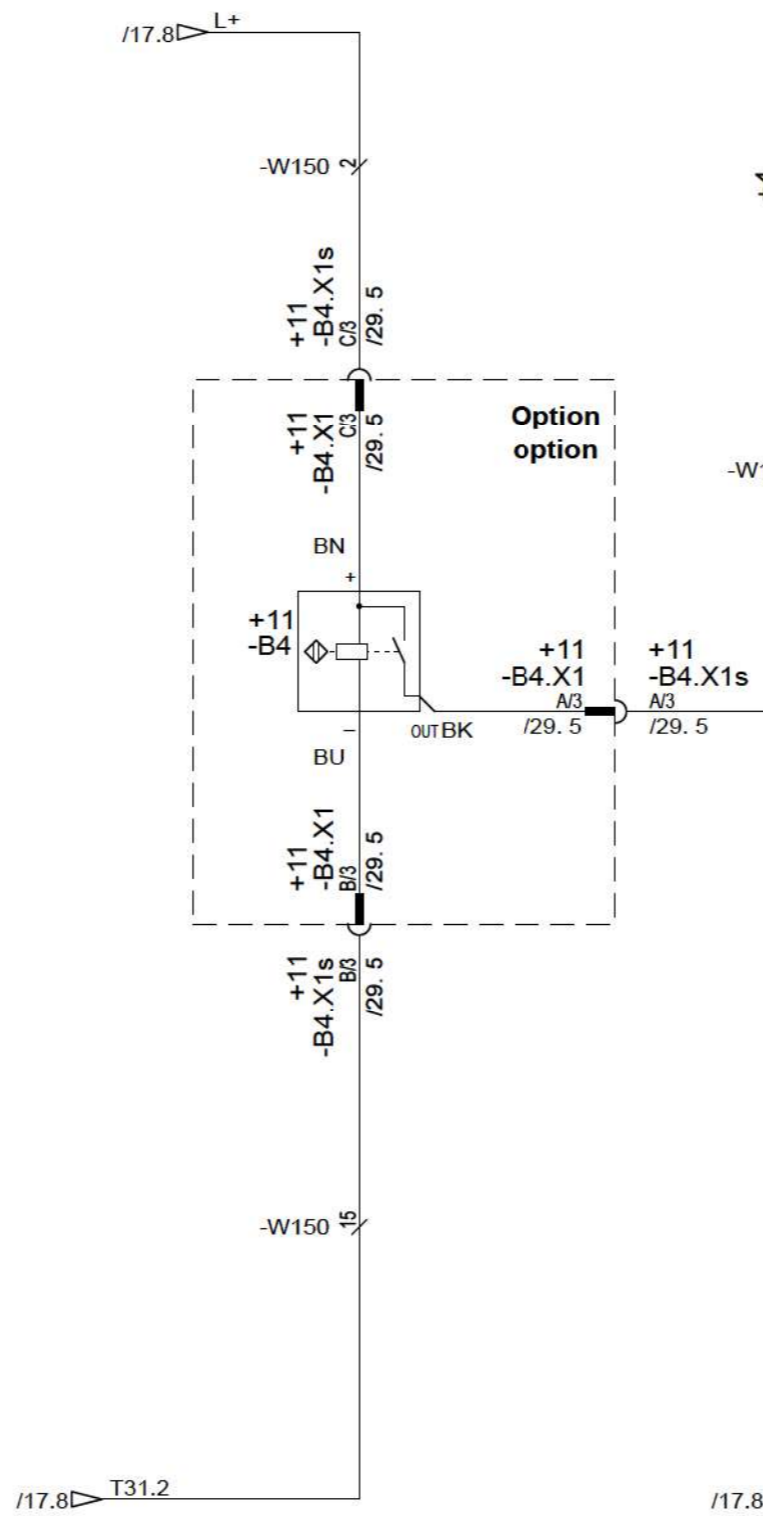 /17.8 L+
-W150 2
+11
-B4.X1s
C/3
/29. 5
+11
-B4.X1
C/3
/29. 5
Option
option
-W1
BN
+
+11
-B4
+11
-B4.X1
A/3
/29. 5
+11
-B4.X1s
A/3
/29. 5
–
OUT BK
BU
+11
-B4.X1
B/3
/29. 5
+11
-B4.X1s
B/3
/29. 5
-W150 15
/17.8 T31.2
/17.8